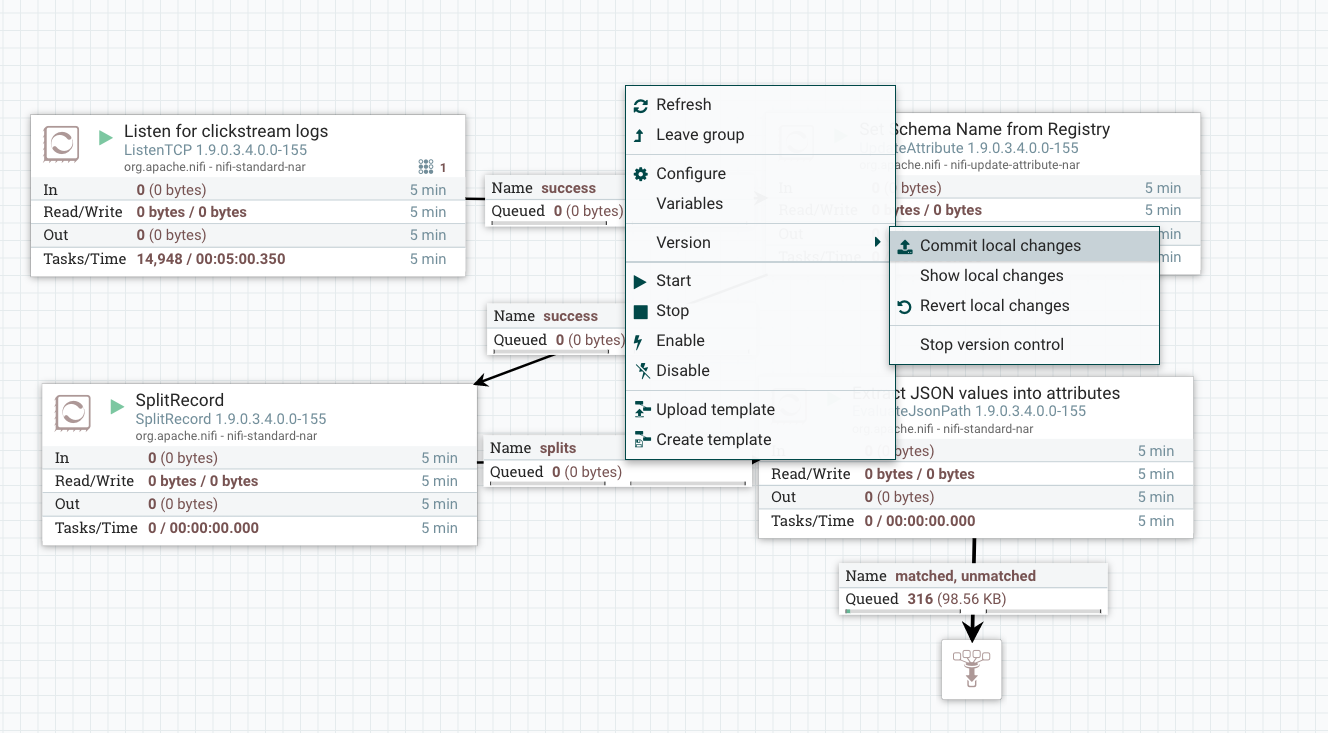 Listen for clickstream logs
ListenTCP 1.9.0.3.4.0.0-155
org.apache.nifi - nifi-standard-nar
1
In 0 (0 bytes) 5 min
Read/Write 0 bytes / 0 bytes 5 min
Out 0 (0 bytes) 5 min
Tasks/Time 14,948 / 00:05:00.350 5 min
Name success
Queued 0 (0 bytes)
Refresh
Leave group
Configure
Variables
Version
Start
Stop
Enable
Disable
Upload template
Create template
Commit local changes
Show local changes
Revert local changes
Stop version control
Set Schema Name from Registry
teAttribute 1.9.0.3.4.0.0-155
pache.nifi - nifi-update-attribute-nar
In 0 (0 bytes) 5 min
Read/Write 0 bytes / 0 bytes 5 min
Out min
Tasks/Time min
Name success
Queued 0 (0 bytes)
SplitRecord
SplitRecord 1.9.0.3.4.0.0-155
org.apache.nifi - nifi-standard-nar
In 0 (0 bytes) 5 min
Read/Write 0 bytes / 0 bytes 5 min
Out 0 (0 bytes) 5 min
Tasks/Time 0 / 00:00:00.000 5 min
Name splits
Queued 0 (0 bytes)
Extract JSON values into attributes
teJsonPath 1.9.0.3.4.0.0-155
org.apache.nifi - nifi-standard-nar
In 0 (0 bytes) 5 min
Read/Write 0 bytes / 0 bytes 5 min
Out 0 (0 bytes) 5 min
Tasks/Time 0 / 00:00:00.000 5 min
Name matched, unmatched
Queued 316 (98.56 KB)